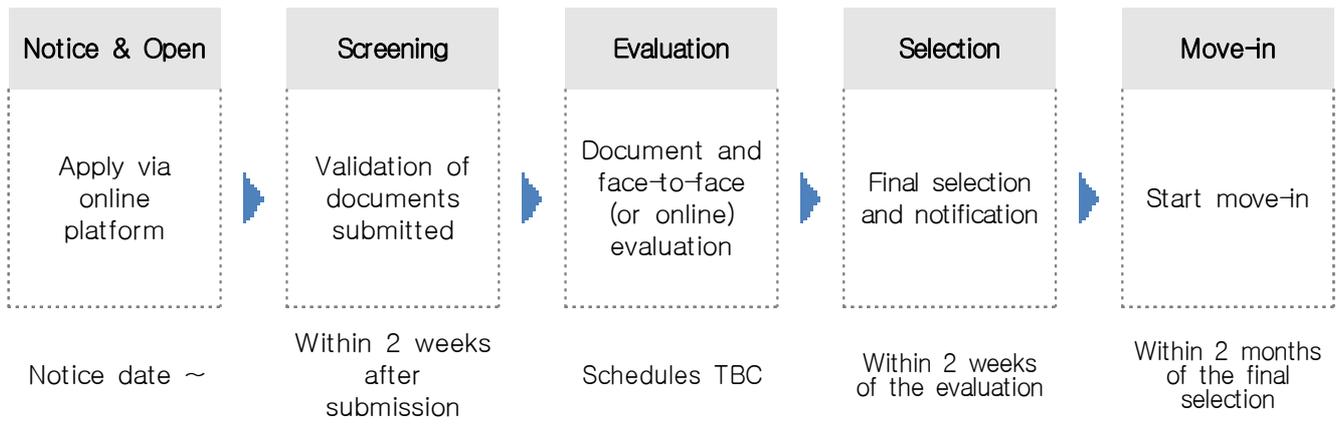 Notice & Open
Screening
Evaluation
Selection
Move-in
Apply via
online
platform
Validation of
documents
submitted
Document and
face-to-face
(or online)
evaluation
Final selection
and notification
Start move-in
Notice date ~
Within 2 weeks
after
submission
Schedules TBC
Within 2 weeks
of the evaluation
Within 2 months
of the final
selection